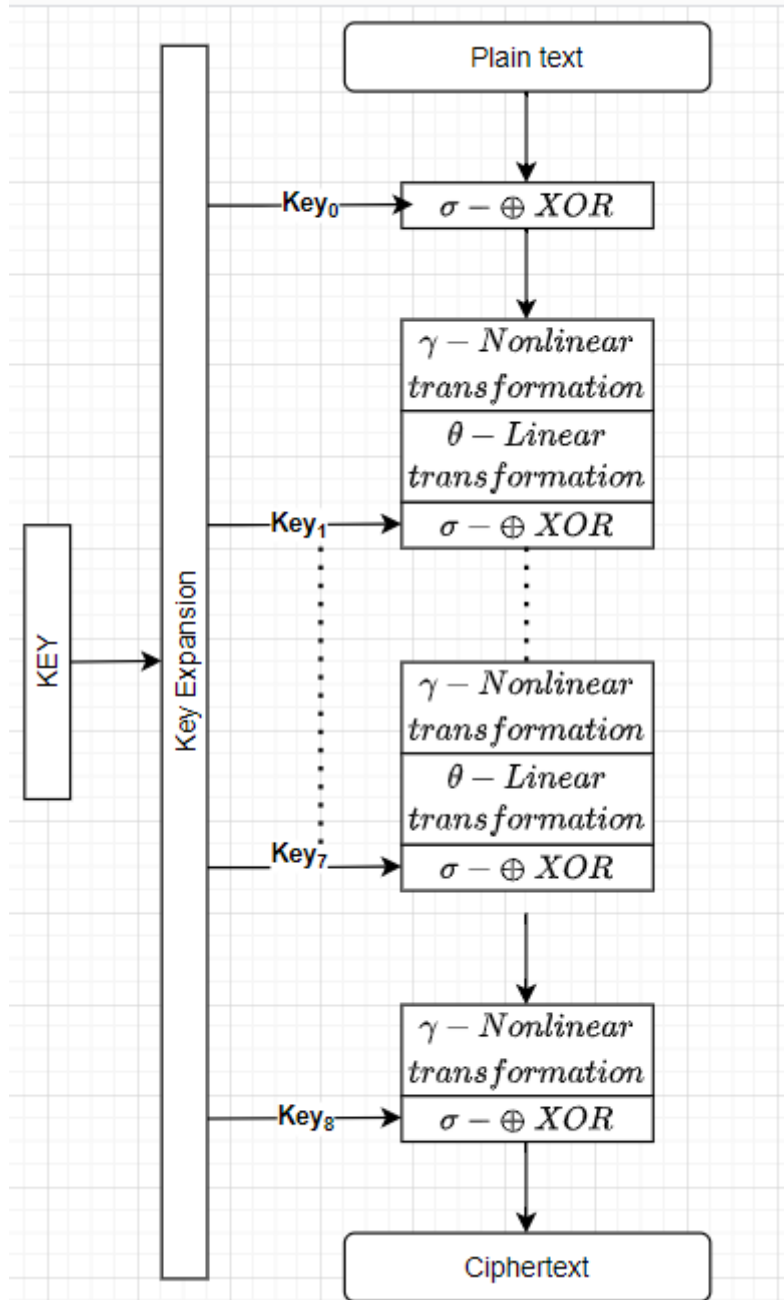 Plain text
Key₀
σ − ⊕ XOR
γ − Nonlinear
transformation
θ − Linear
transformation
Key₁
σ − ⊕ XOR
KEY
Key Expansion
γ − Nonlinear
transformation
θ − Linear
transformation
Key₇
σ − ⊕ XOR
γ − Nonlinear
transformation
Key₈
σ − ⊕ XOR
Ciphertext